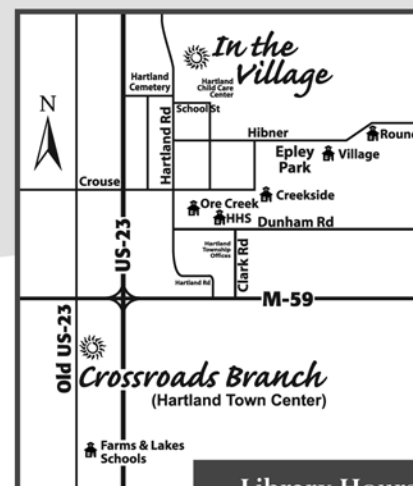 In the
Village
Hartland
Cemetery
Hartland
Child Care
Center
School St
N
Hartland Rd
Hibner
Round
Epley
Park
Village
Crouse
Creekside
Ore Creek
HHS
Dunham Rd
US-23
Hartland
Township
Offices
Clark Rd
Hartland Rd
M-59
Old US-23
Crossroads Branch
(Hartland Town Center)
Farms & Lakes
Schools